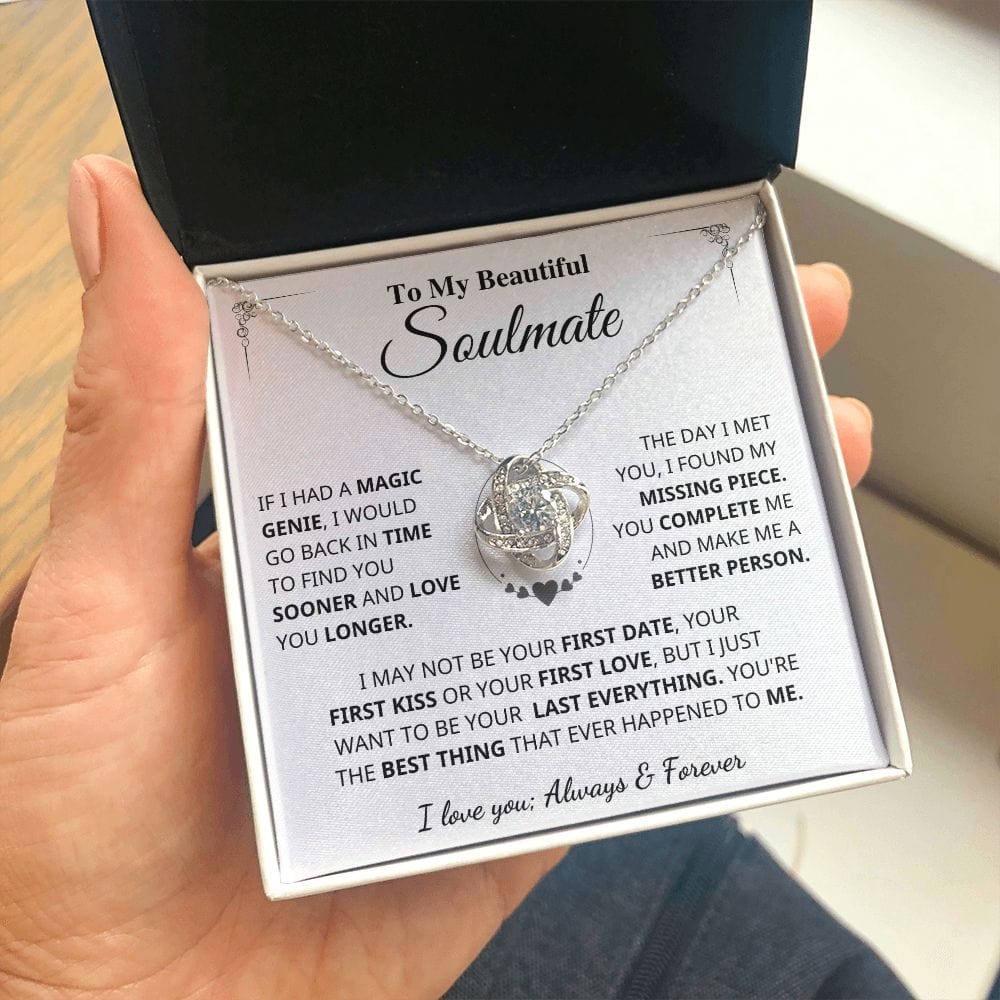 To My Beautiful
Soulmate
IF I HAD A MAGIC
GENIE, I WOULD
GO BACK IN TIME
TO FIND YOU
SOONER AND LOVE
YOU LONGER.
THE DAY I MET
YOU, I FOUND MY
MISSING PIECE.
YOU COMPLETE ME
AND MAKE ME A
BETTER PERSON.
I MAY NOT BE YOUR FIRST DATE, YOUR
FIRST KISS OR YOUR FIRST LOVE, BUT I JUST
WANT TO BE YOUR LAST EVERYTHING. YOU'RE
THE BEST THING THAT EVER HAPPENED TO ME.
I love you; Always & Forever